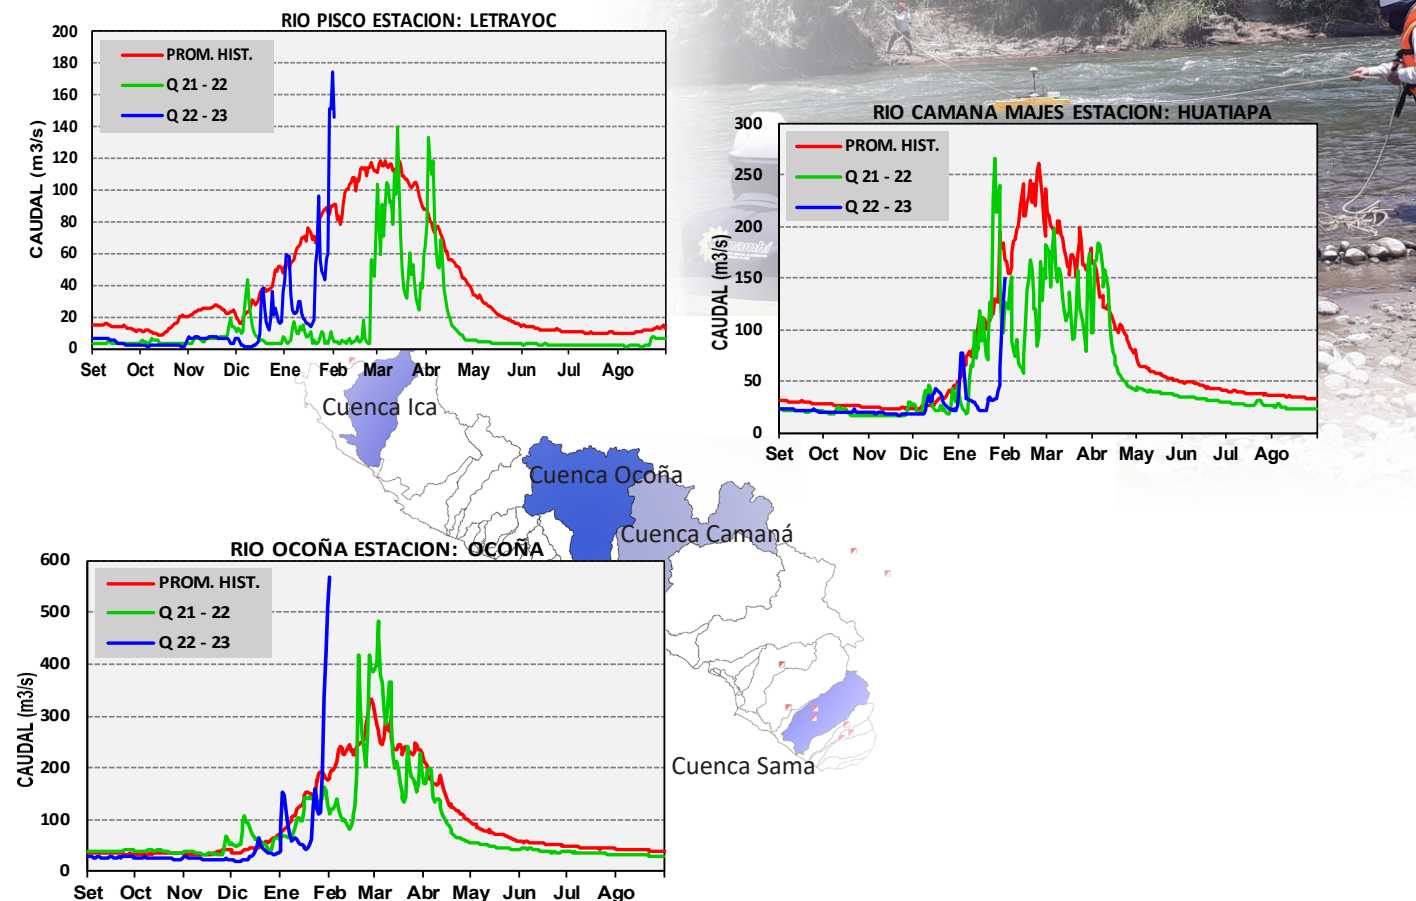 RIO PISCO ESTACION: LETRAYOC
CAUDAL (m3/s)
200
180
160
140
120
100
80
60
40
20
0
PROM. HIST.
Q 21 - 22
Q 22 - 23
Set Oct Nov Dic Ene Feb Mar Abr May Jun Jul Ago
RIO CAMANA MAJES ESTACION: HUATIAPA
CAUDAL (m3/s)
300
250
200
150
100
50
0
PROM. HIST.
Q 21 - 22
Q 22 - 23
Set Oct Nov Dic Ene Feb Mar Abr May Jun Jul Ago
Cuenca Ica
Cuenca Ocoña
Cuenca Camaná
Cuenca Sama
RIO OCOÑA ESTACION: OCOÑA
CAUDAL (m3/s)
600
500
400
300
200
100
0
PROM. HIST.
Q 21 - 22
Q 22 - 23
Set Oct Nov Dic Ene Feb Mar Abr May Jun Jul Ago